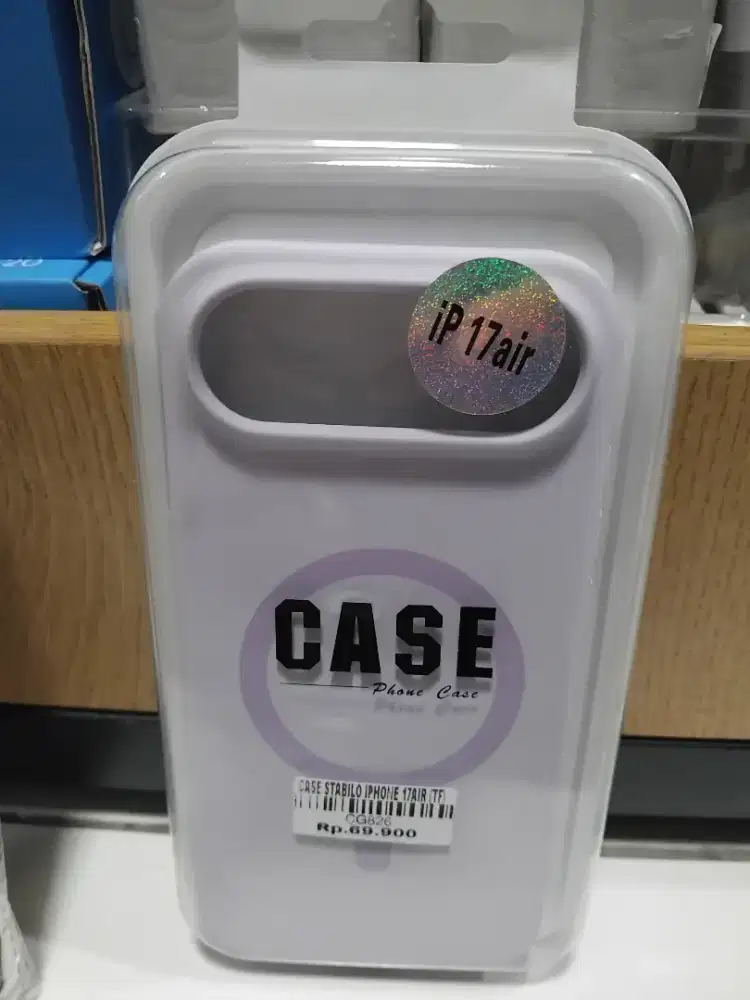 iP 17air
CASE
Phone Case
CASE STABILO IPHONE 17AIR (TF)
CG826
Rp.69.900